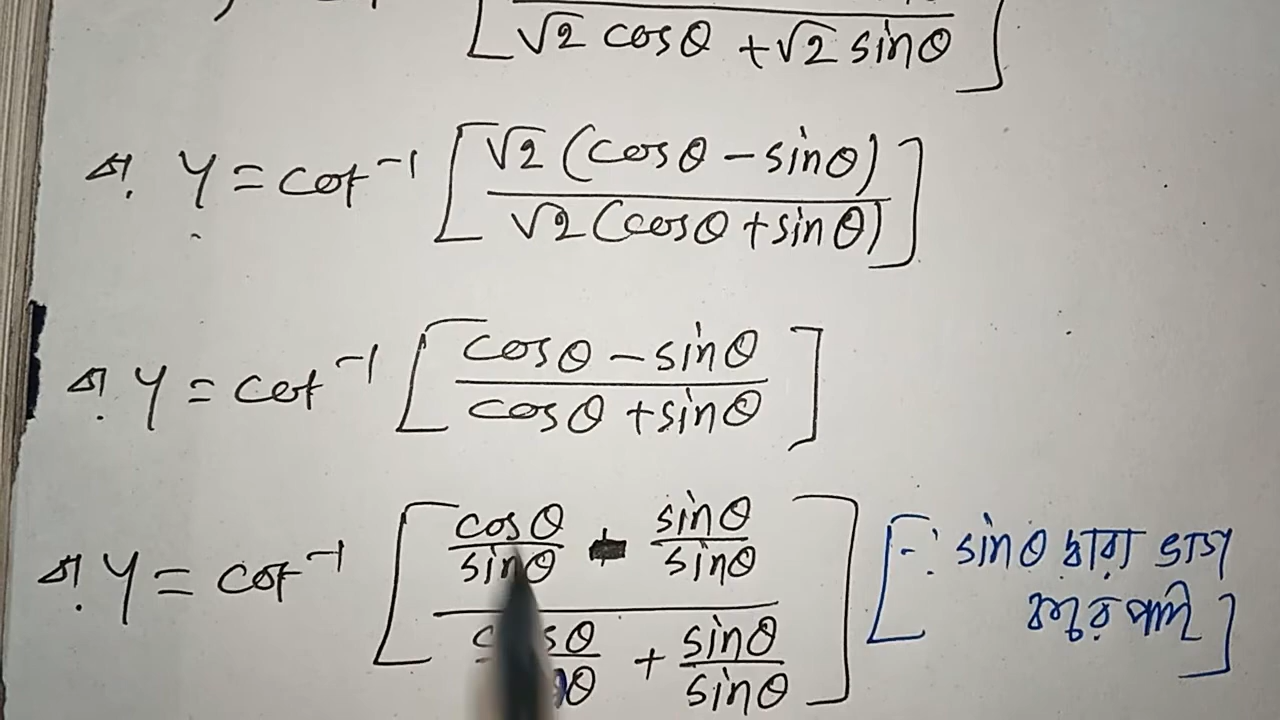 [√2 cosθ + √2 sinθ]
বা, y = cot⁻¹ [√2 (cosθ – sinθ) / √2 (cosθ + sinθ)]
বা, y = cot⁻¹ [cosθ – sinθ / cosθ + sinθ]
বা, y = cot⁻¹ [cosθ/sinθ - sinθ/sinθ / + sinθ/sinθ] [∵ sinθ দ্বারা ভাগ
করে পাই]